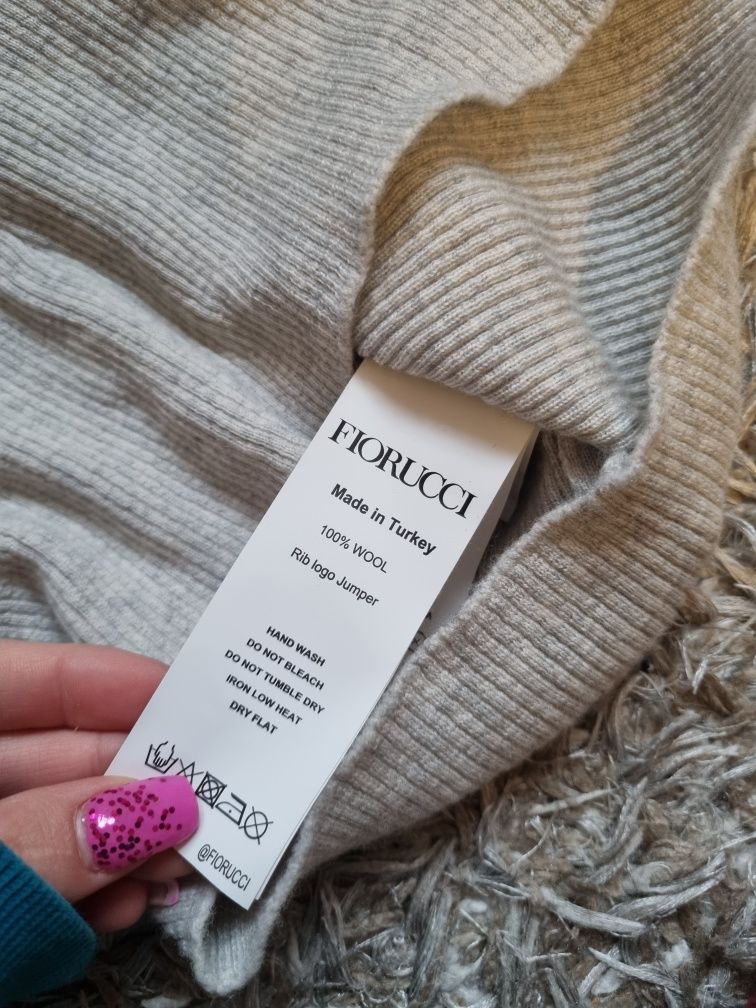 FIORUCCI
Made in Turkey
100% WOOL
Rib logo Jumper
HAND WASH
DO NOT BLEACH
DO NOT TUMBLE DRY
IRON LOW HEAT
DRY FLAT
@FIORUCCI